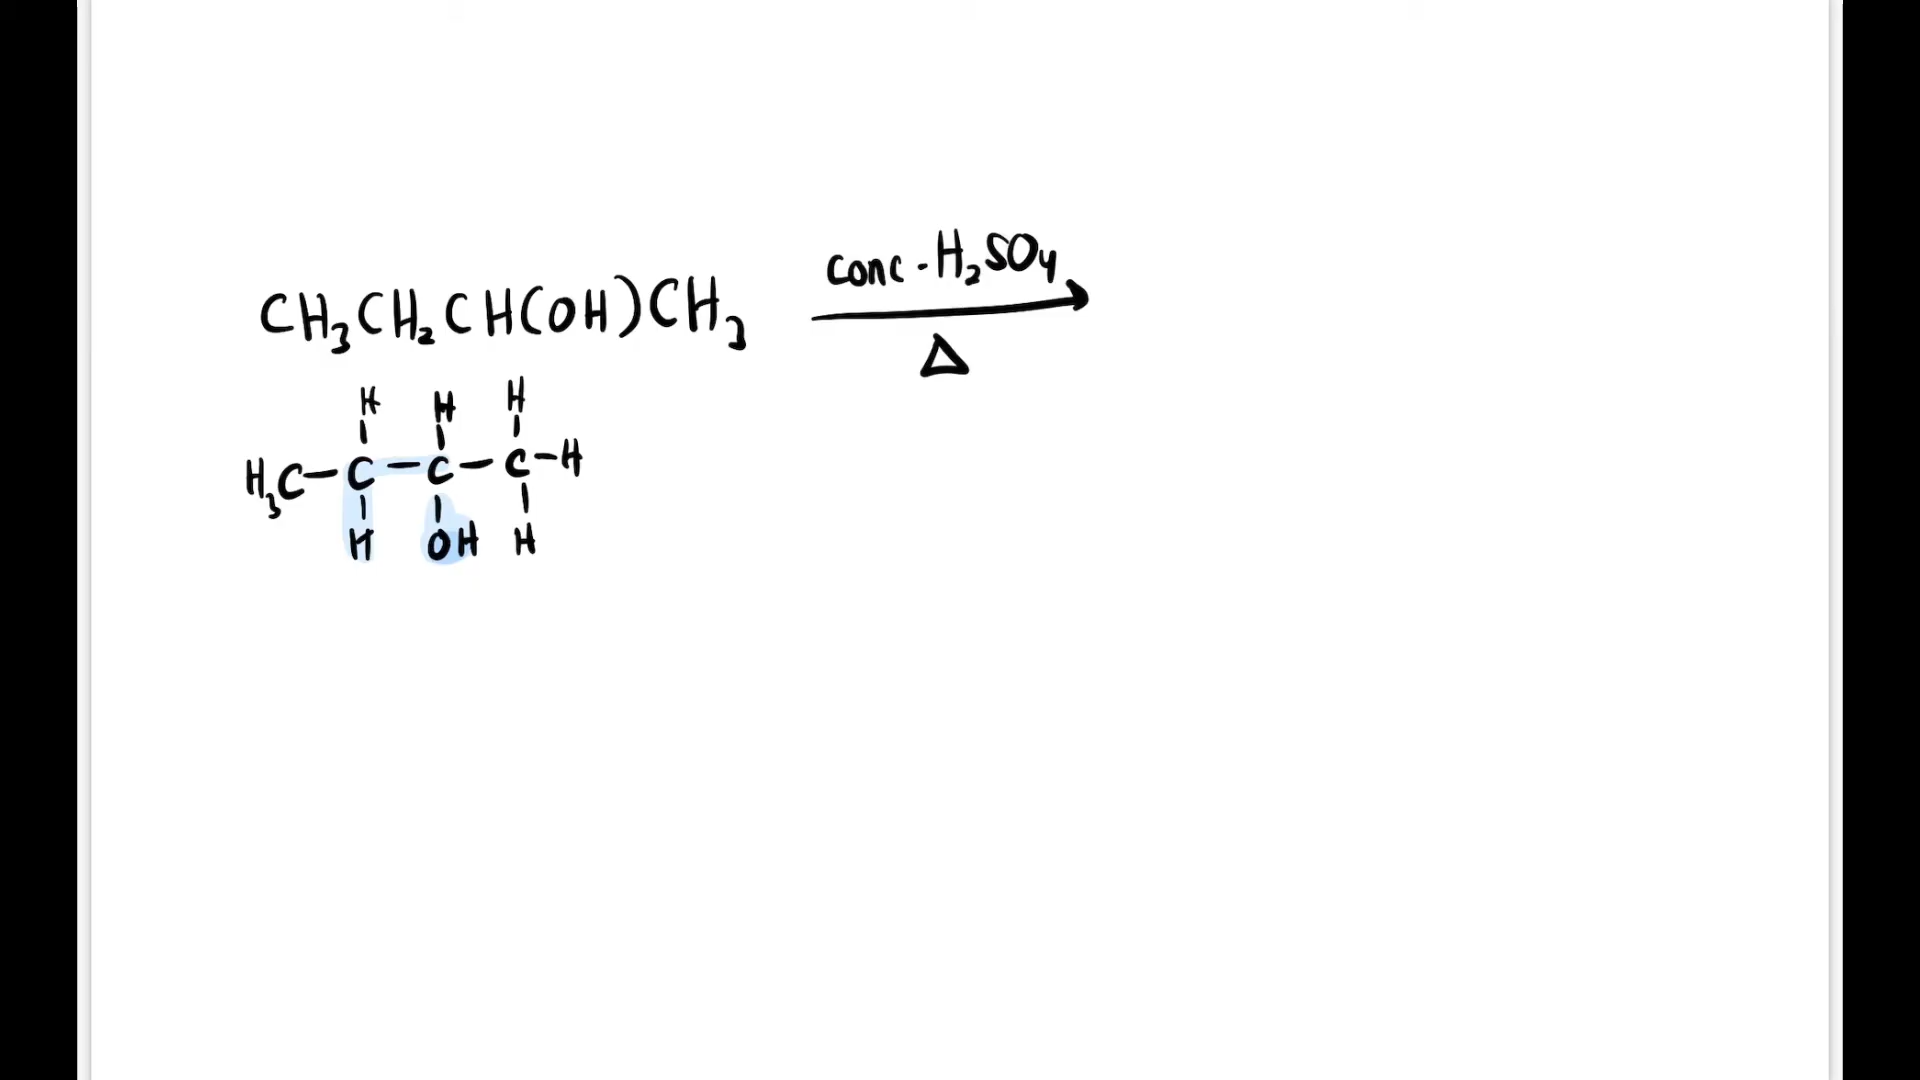 CH₃CH₂CH(OH)CH₃
conc. H₂SO₄
Δ
H H H
H₃C-C-C-C-H
H OH H